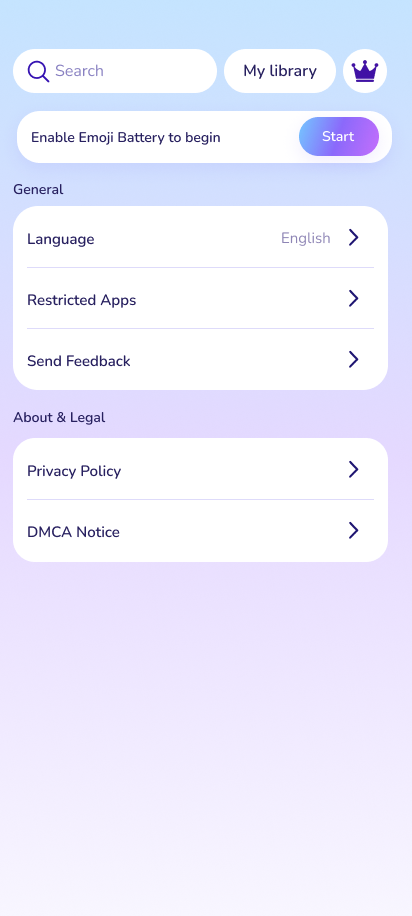 Search
My library
Enable Emoji Battery to begin
Start
General
Language
English
Restricted Apps
Send Feedback
About & Legal
Privacy Policy
DMCA Notice